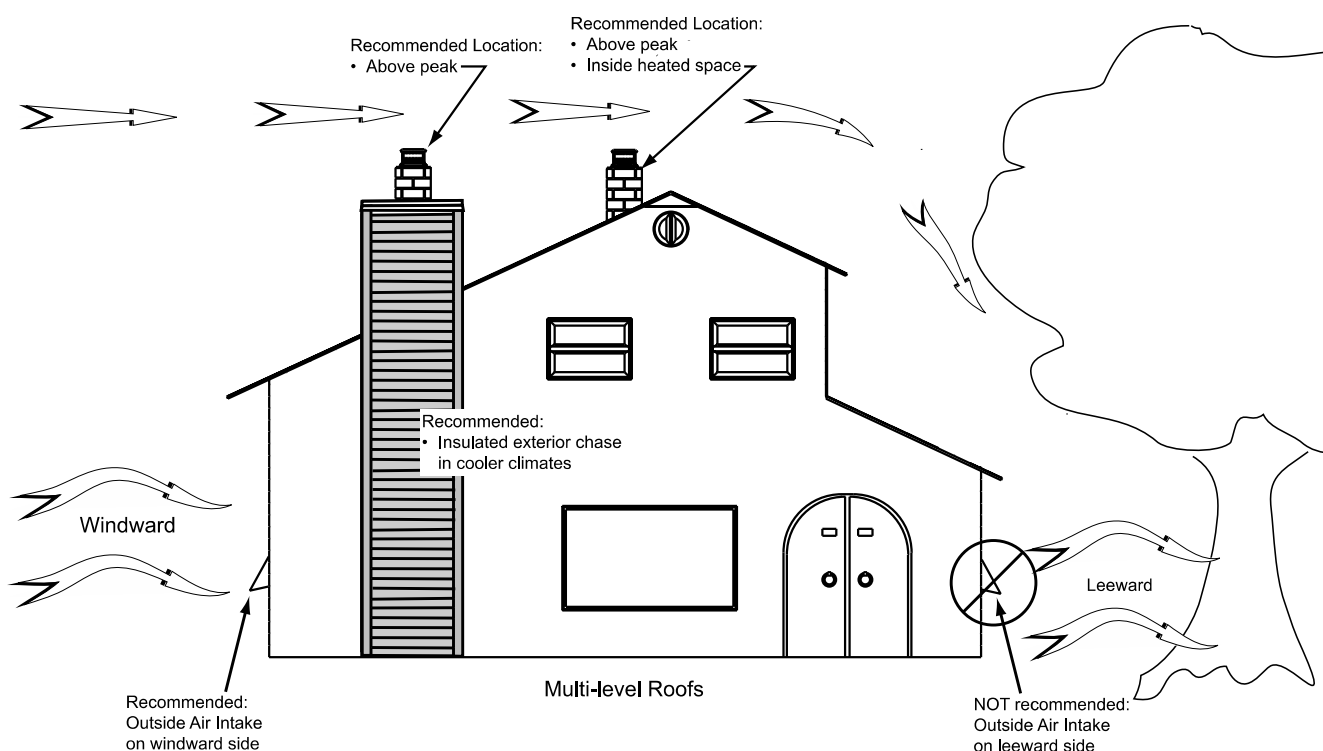 Recommended Location:
• Above peak
Recommended Location:
• Above peak
• Inside heated space
Recommended:
• Insulated exterior chase
in cooler climates
Windward
Leeward
Multi-level Roofs
Recommended:
Outside Air Intake
on windward side
NOT recommended:
Outside Air Intake
on leeward side